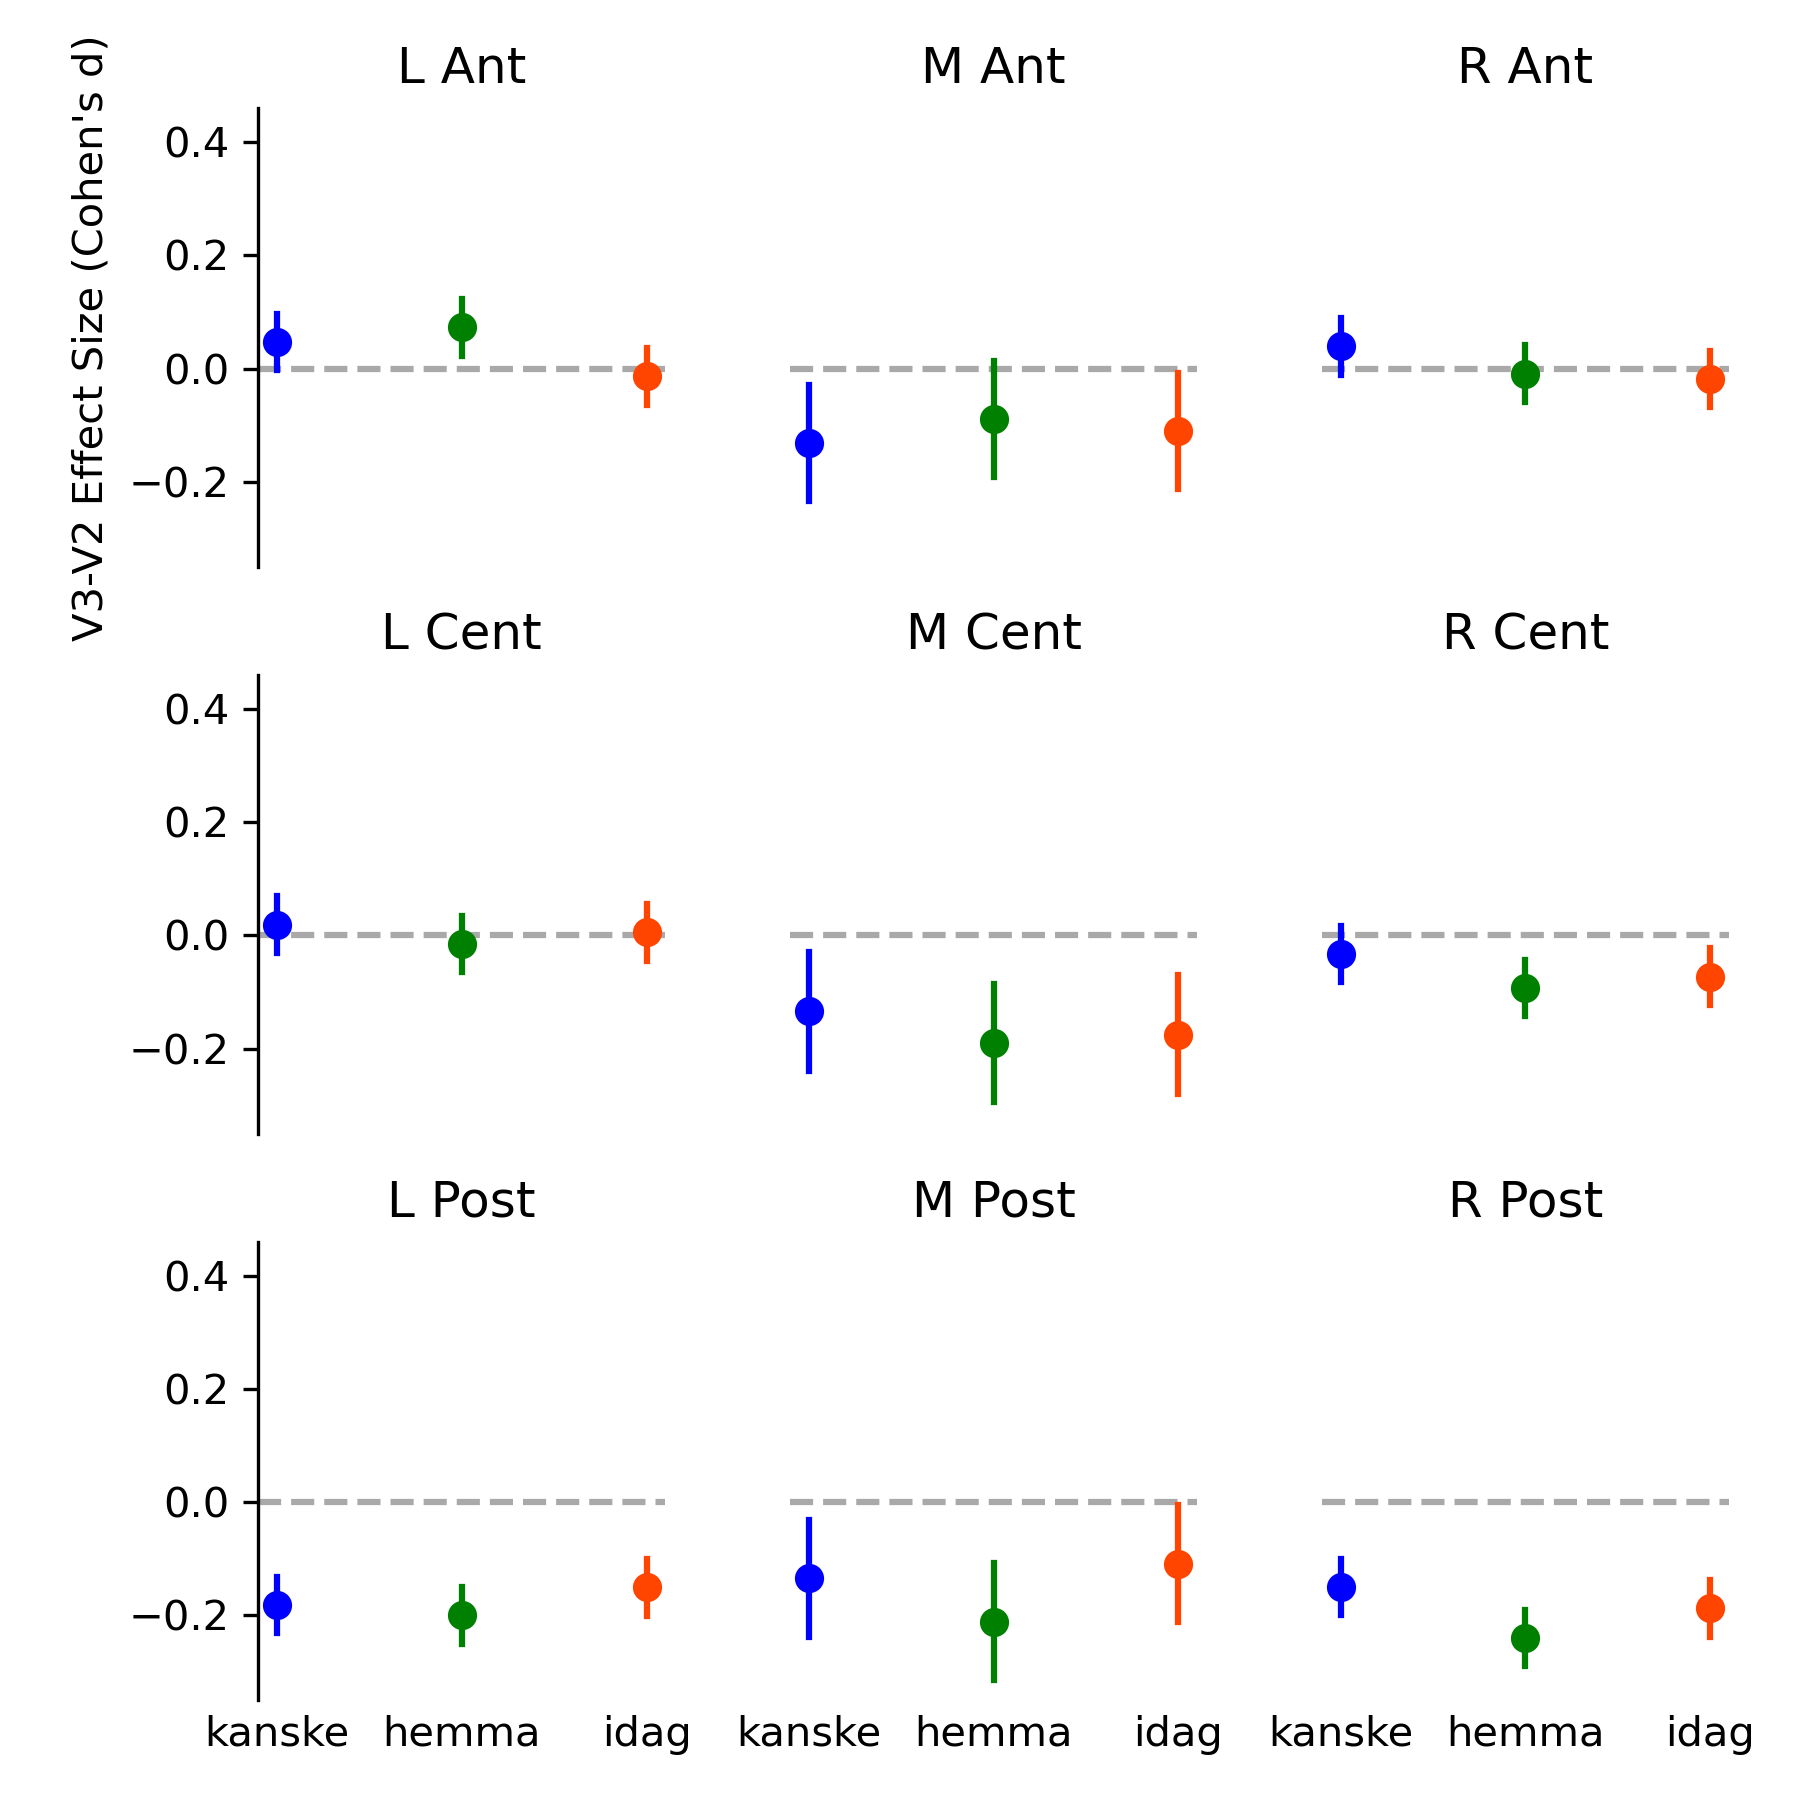 V3-V2 Effect Size (Cohen's d)
L Ant
M Ant
R Ant
0.4
0.2
0.0
−0.2
L Cent
M Cent
R Cent
0.4
0.2
0.0
−0.2
L Post
M Post
R Post
0.4
0.2
0.0
−0.2
kanske hemma idag kanske hemma idag kanske hemma idag